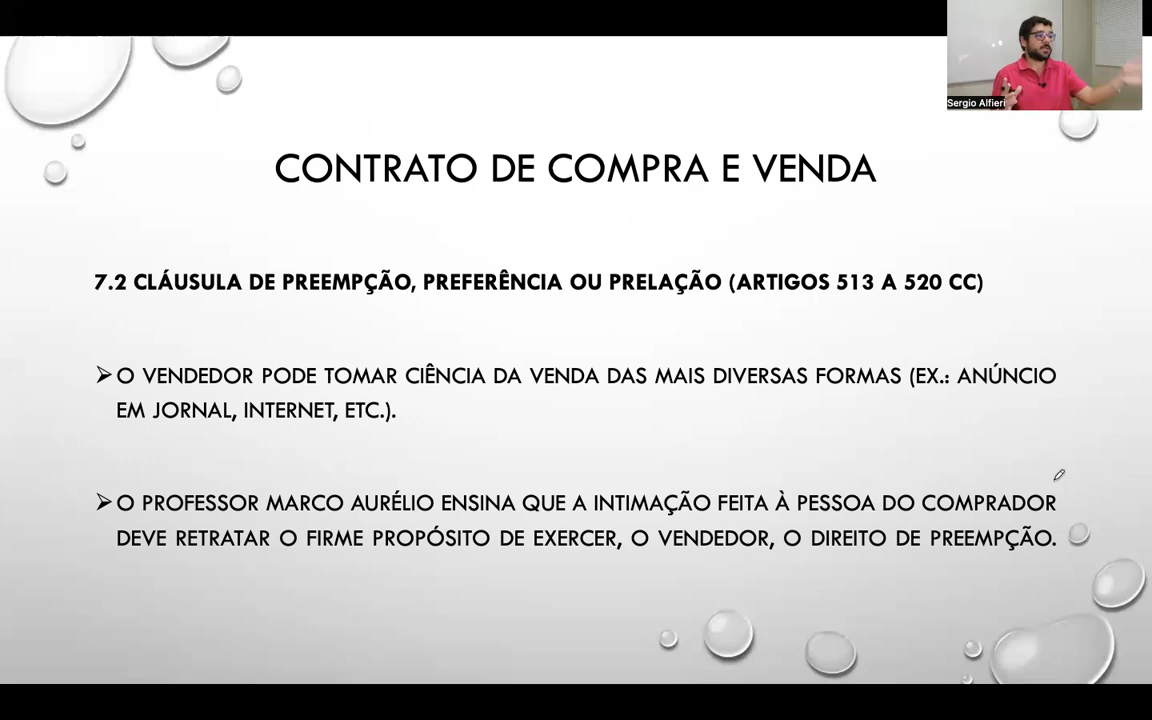 Sergio Alfieri
CONTRATO DE COMPRA E VENDA
7.2 CLÁUSULA DE PREEMPÇÃO, PREFERÊNCIA OU PRELAÇÃO (ARTIGOS 513 A 520 CC)
➢O VENDEDOR PODE TOMAR CIÊNCIA DA VENDA DAS MAIS DIVERSAS FORMAS (EX.: ANÚNCIO
EM JORNAL, INTERNET, ETC.).
➢O PROFESSOR MARCO AURÉLIO ENSINA QUE A INTIMAÇÃO FEITA À PESSOA DO COMPRADOR
DEVE RETRATAR O FIRME PROPÓSITO DE EXERCER, O VENDEDOR, O DIREITO DE PREEMPÇÃO.